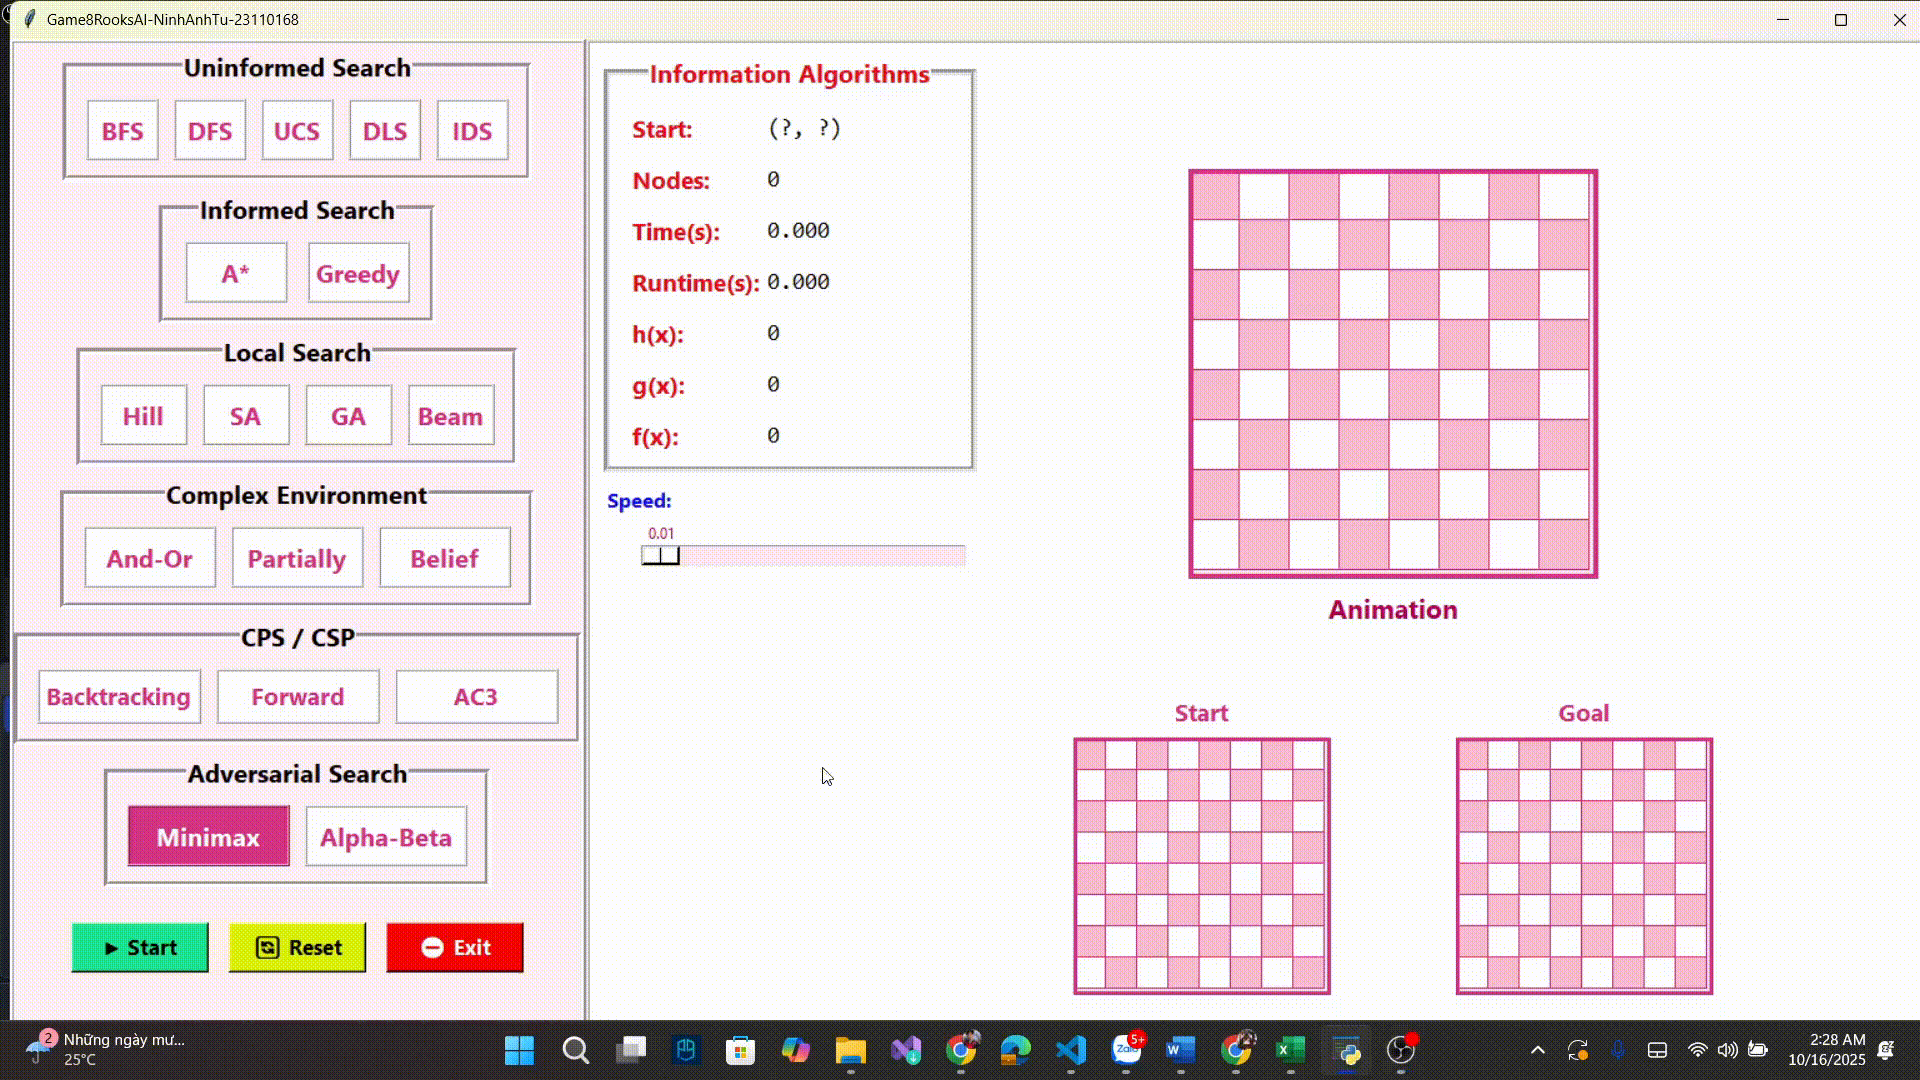 Game8RooksAI-NinhAnhTu-23110168
Uninformed Search
BFS
DFS
UCS
DLS
IDS
Informed Search
A*
Greedy
Local Search
Hill
SA
GA
Beam
Complex Environment
And-Or
Partially
Belief
CPS / CSP
Backtracking
Forward
AC3
Adversarial Search
Minimax
Alpha-Beta
Start
Reset
Exit
Information Algorithms
Start: (?, ?)
Nodes: 0
Time(s): 0.000
Runtime(s): 0.000
h(x): 0
g(x): 0
f(x): 0
Speed:
0.01
Animation
Start
Goal
2
Những ngày mư...
25°C
5+
Zalo
2:28 AM
10/16/2025